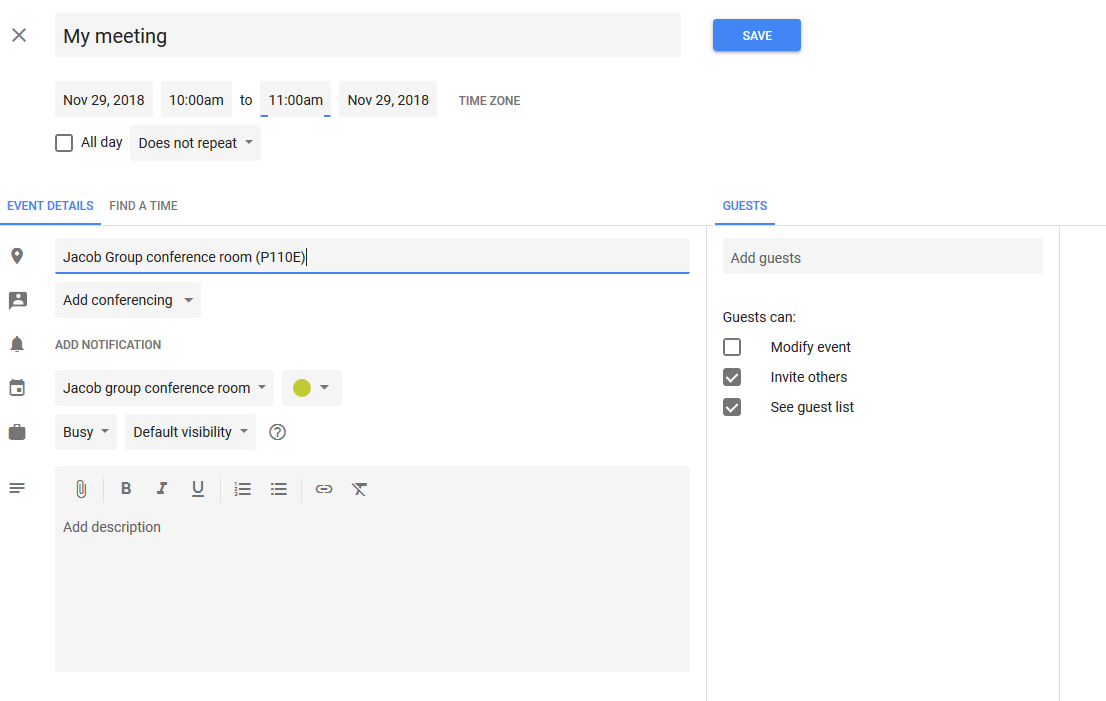 My meeting
SAVE
Nov 29, 2018 10:00am to 11:00am Nov 29, 2018 TIME ZONE
All day Does not repeat
EVENT DETAILS FIND A TIME
GUESTS
Jacob Group conference room (P110E)
Add conferencing
ADD NOTIFICATION
Jacob group conference room
Busy Default visibility
B I U
Add description
Add guests
Guests can:
Modify event
Invite others
See guest list